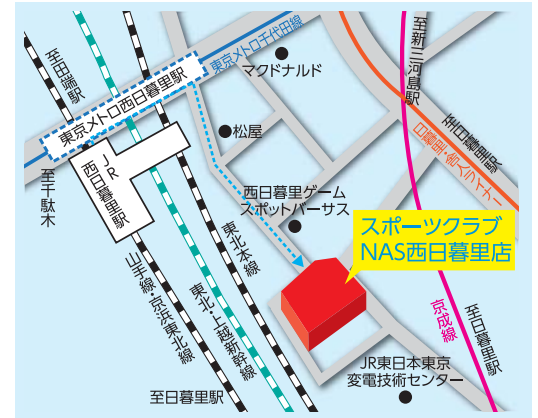 至田端駅
東京メトロ千代田線
マクドナルド
至新三河島駅
東京メトロ西日暮里駅
松屋
至日暮里駅
日暮里・舎人ライナー
JR
西日暮里駅
至千駄木
西日暮里ゲーム
スポットバーサス
スポーツクラブ
NAS西日暮里店
東北本線
山手線・京浜東北線
東北・上越新幹線
京成線
至日暮里駅
JR東日本東京
変電技術センター
至日暮里駅